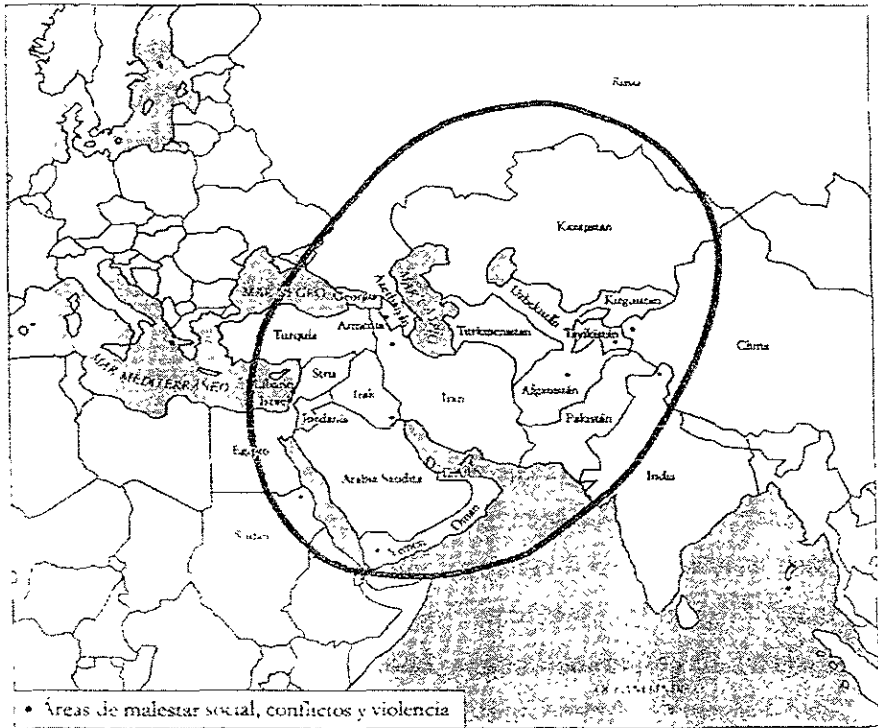 Rusia
Kazajstán
MAR NEGRO
Georgia
Azerbaiyán
MAR CASPIO
Uzbekistán
Kirguistán
Turquía
Armenia
Turkmenistán
Tayikistán
China
MAR MEDITERRÁNEO
Siria
Líbano
Israel
Irak
Irán
Afganistán
Jordania
Pakistán
Egipto
Arabia Saudita
India
Omán
Yemen
Sudán
• Áreas de malestar social, conflictos y violencia